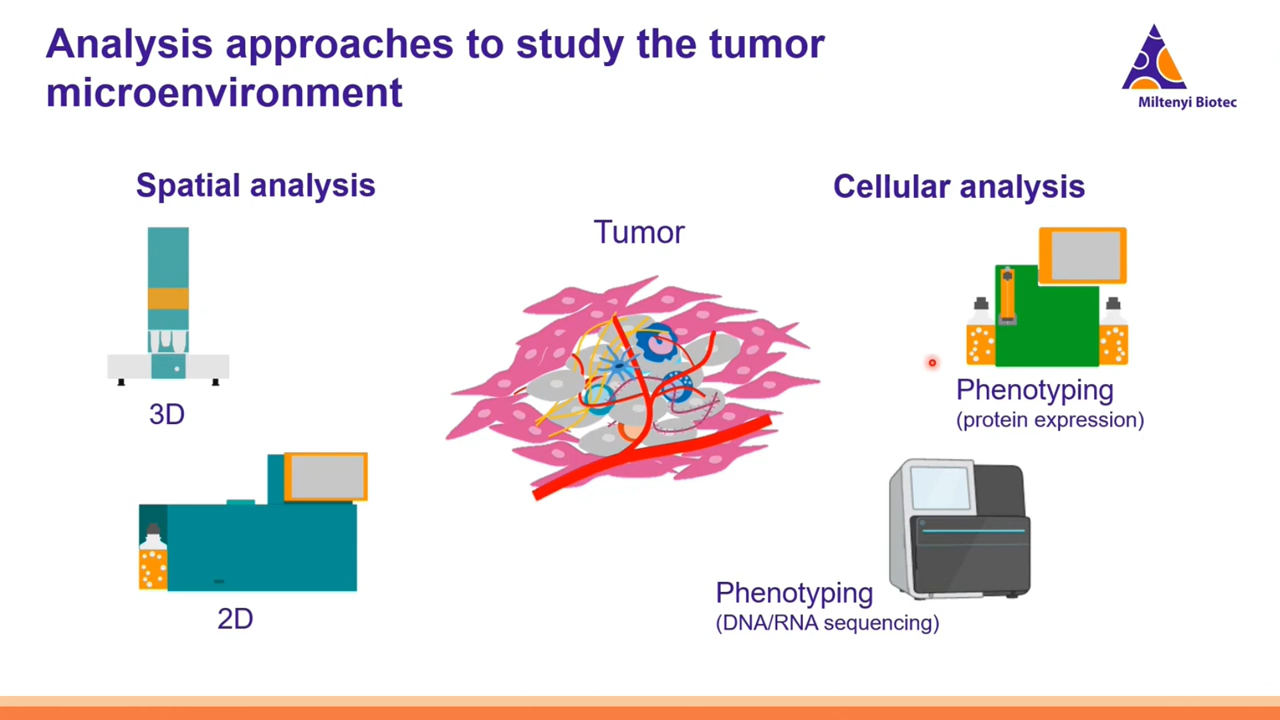 Analysis approaches to study the tumor
microenvironment
Miltenyi Biotec
Spatial analysis
3D
2D
Tumor
Cellular analysis
Phenotyping
(protein expression)
Phenotyping
(DNA/RNA sequencing)